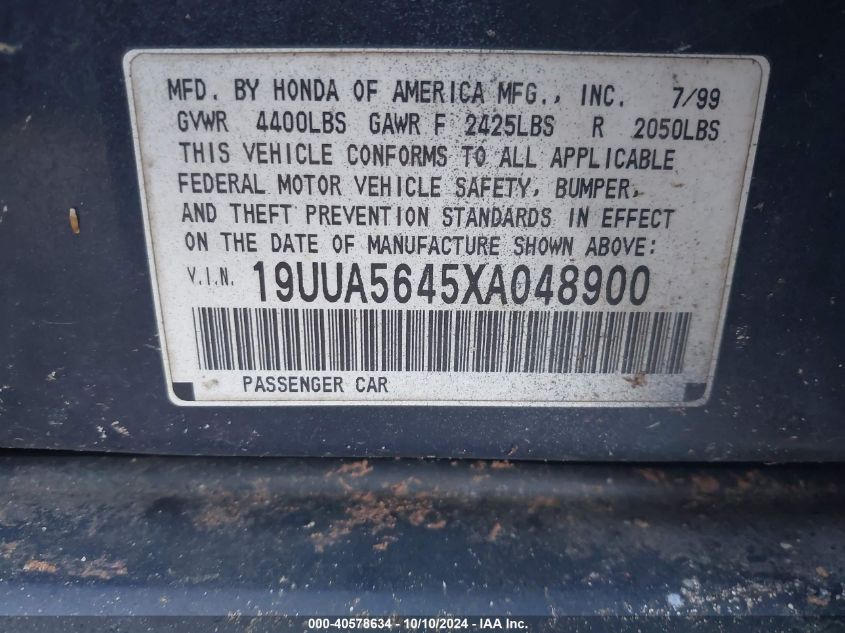 MFD. BY HONDA OF AMERICA MFG., INC. 7/99
GVWR 4400LBS GAWR F 2425LBS R 2050LBS
THIS VEHICLE CONFORMS TO ALL APPLICABLE
FEDERAL MOTOR VEHICLE SAFETY, BUMPER,
AND THEFT PREVENTION STANDARDS IN EFFECT
ON THE DATE OF MANUFACTURE SHOWN ABOVE:
V.I.N. 19UUA5645XA048900
PASSENGER CAR
000-40578634 - 10/10/2024 - IAA Inc.